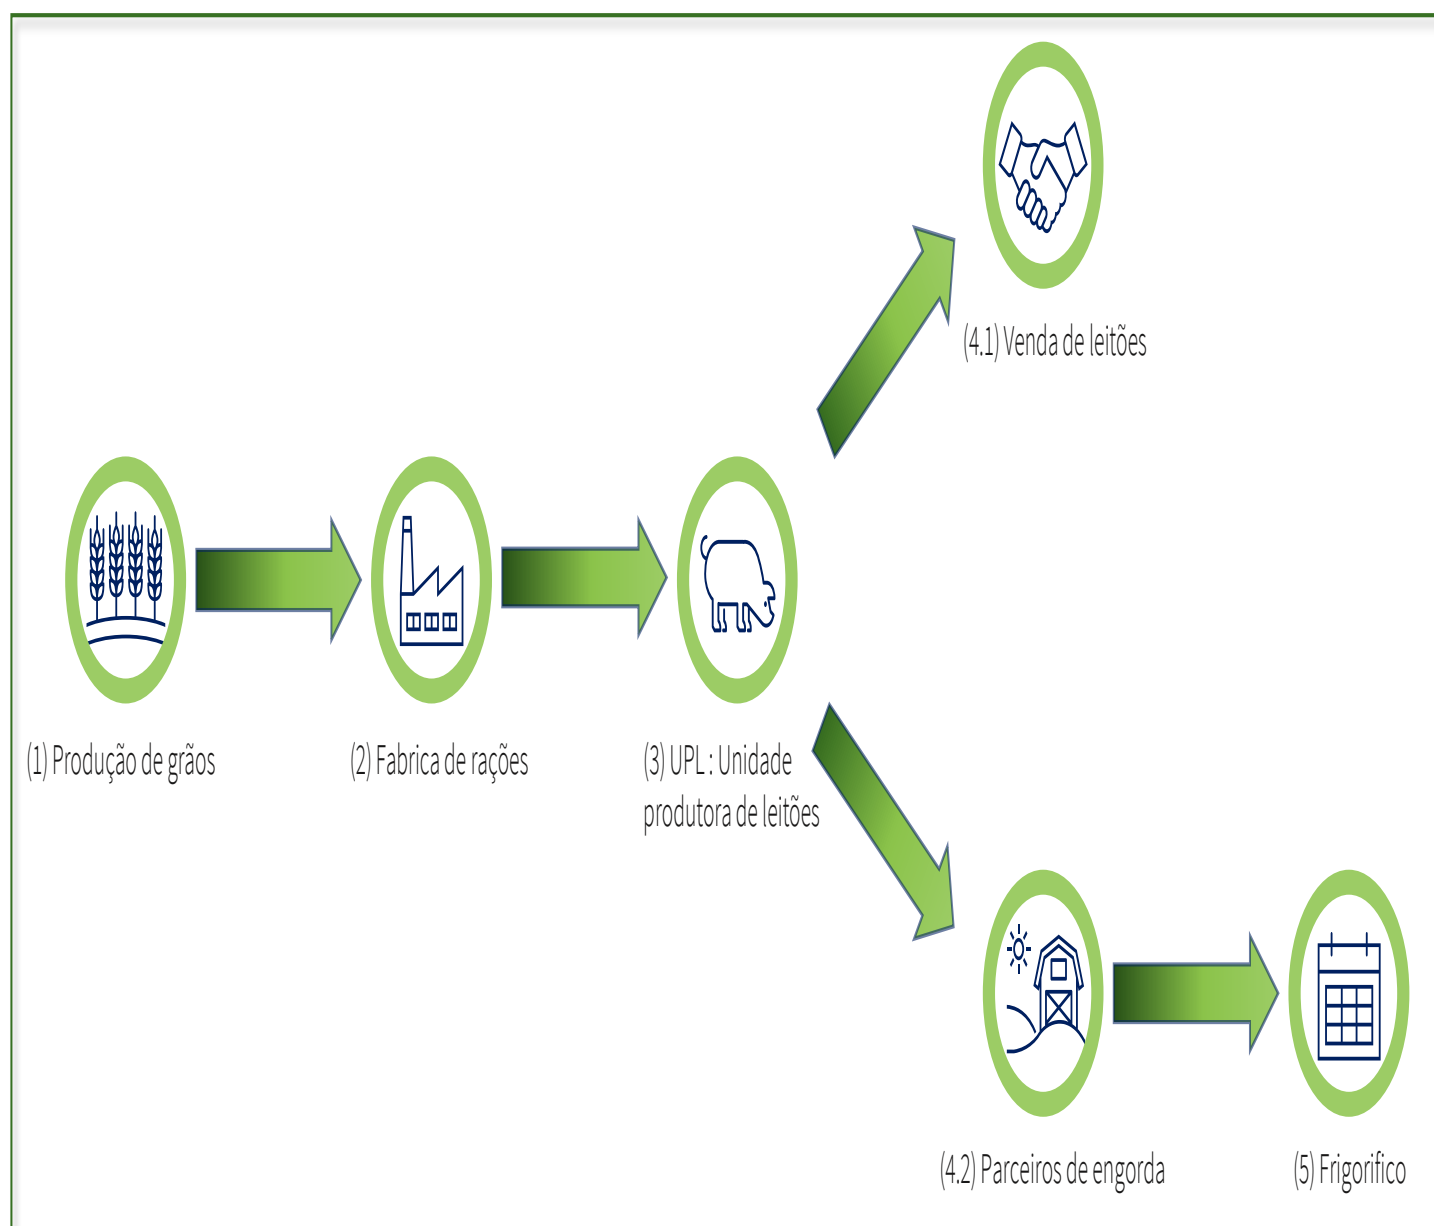 (4.1) Venda de leitões
(1) Produção de grãos
(2) Fabrica de rações
(3) UPL : Unidade
produtora de leitões
(4.2) Parceiros de engorda
(5) Frigorifico